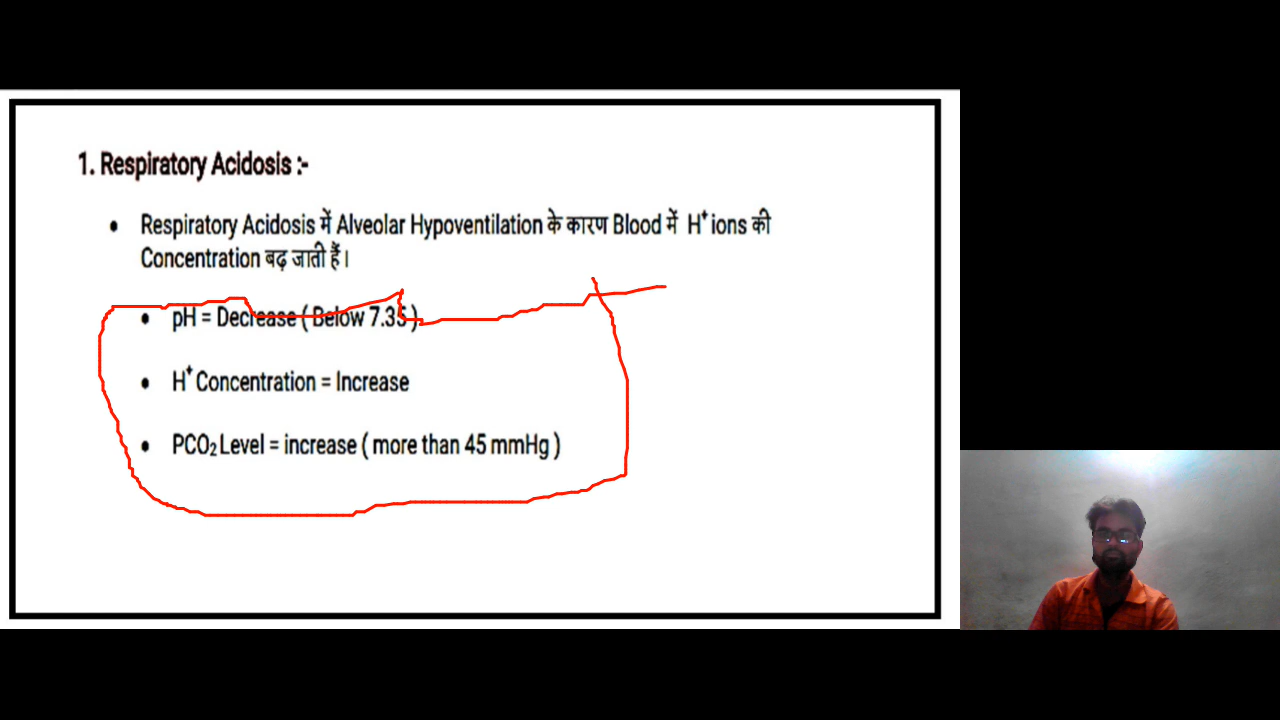 1. Respiratory Acidosis :-
• Respiratory Acidosis में Alveolar Hypoventilation के कारण Blood में H⁺ ions की
Concentration बढ़ जाती हैं।
• pH = Decrease ( Below 7.35 )
• H⁺ Concentration = Increase
• PCO₂ Level = increase ( more than 45 mmHg )